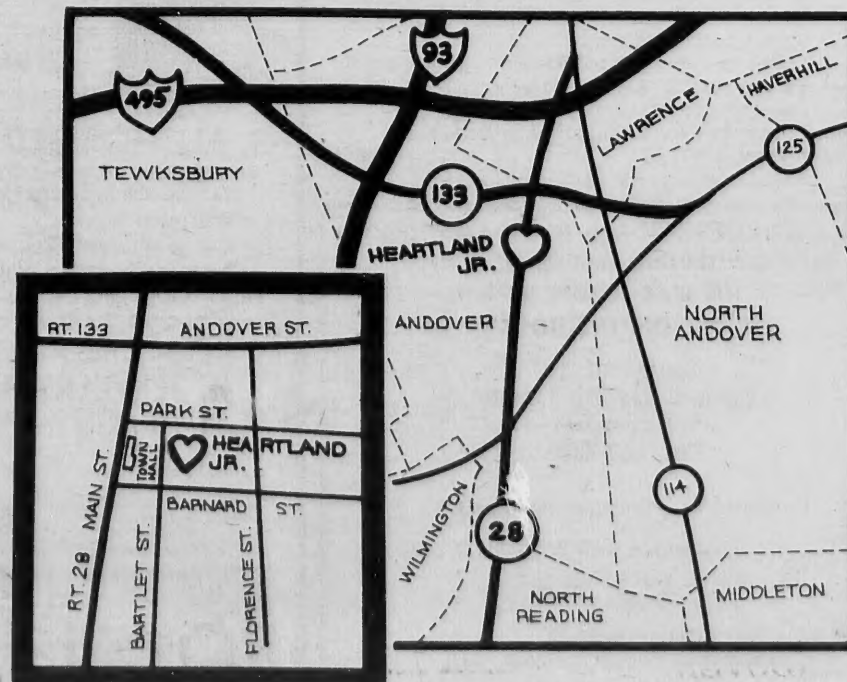 93
495
HAVERHILL
LAWRENCE
125
TEWKSBURY
133
HEARTLAND
JR.
ANDOVER
NORTH
ANDOVER
114
WILMINGTON
28
NORTH
READING
MIDDLETON
RT. 133
ANDOVER ST.
PARK ST.
HEARTLAND
JR.
TOWN
HALL
BARNARD ST.
RT. 28 MAIN ST.
BARTLET ST.
FLORENCE ST.